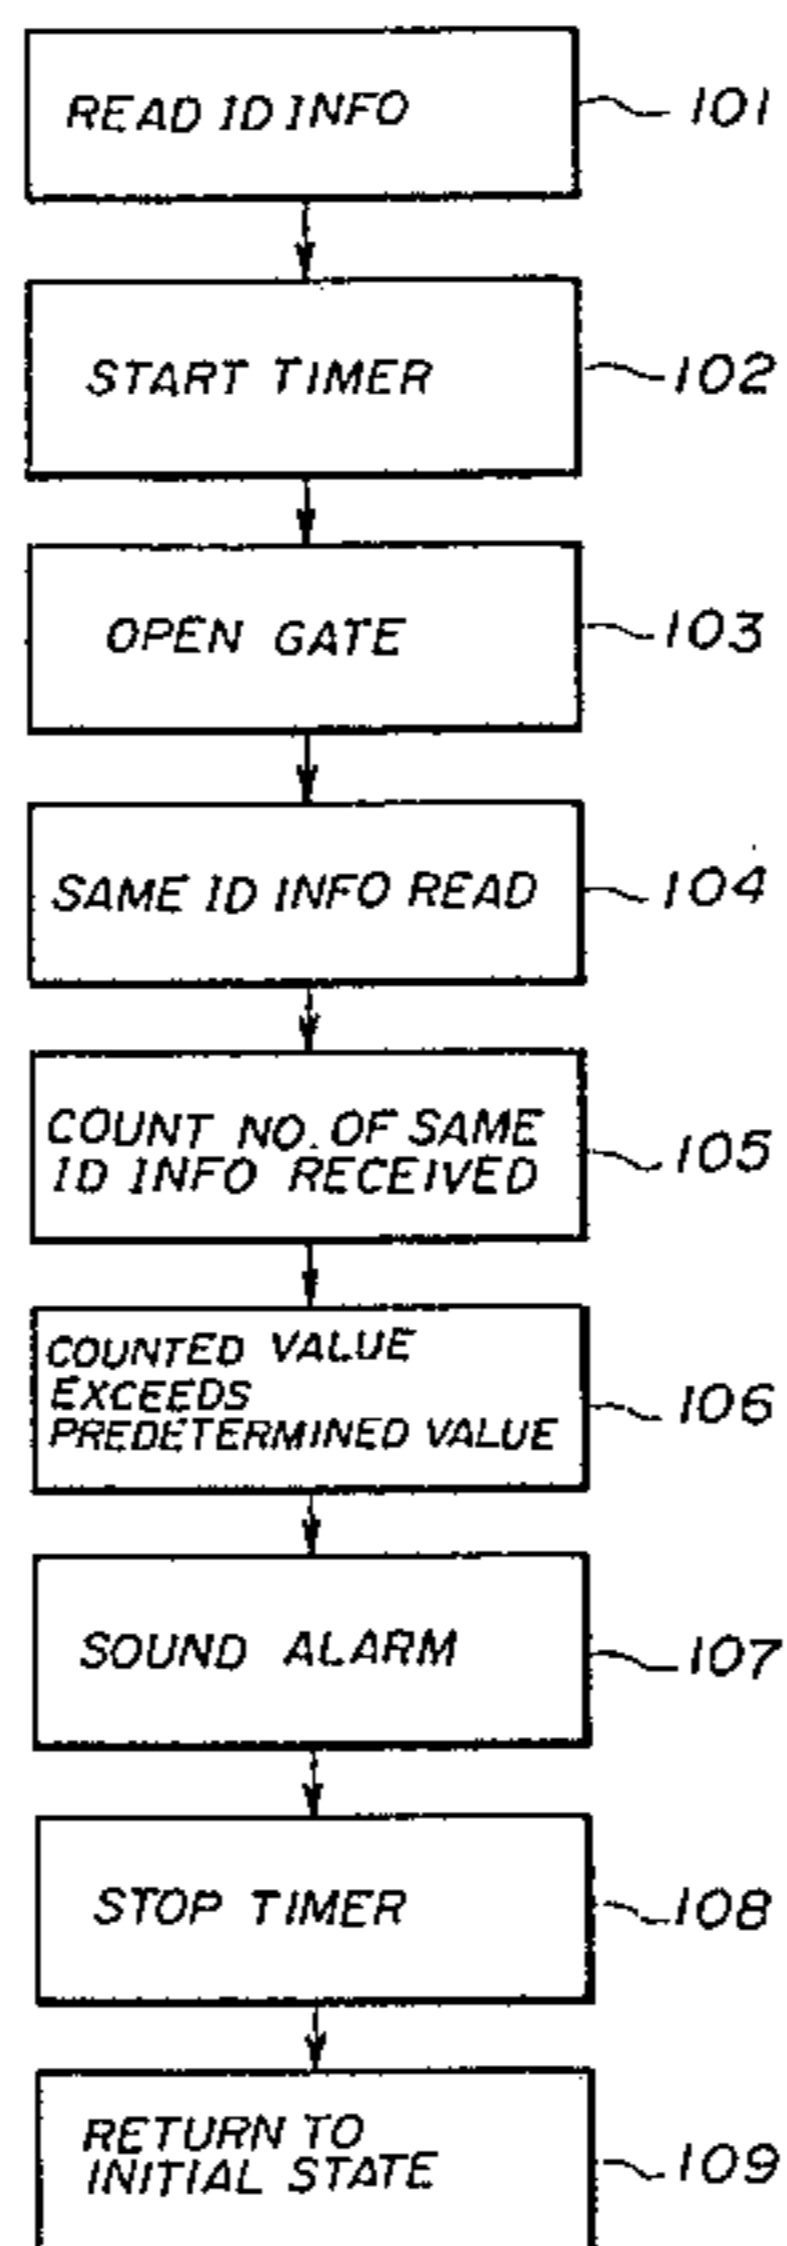 READ ID INFO
101
START TIMER
102
OPEN GATE
103
SAME ID INFO READ
104
COUNT NO. OF SAME
ID INFO RECEIVED
105
COUNTED VALUE
EXCEEDS
PREDETERMINED VALUE
106
SOUND ALARM
107
STOP TIMER
108
RETURN TO
INITIAL STATE
109